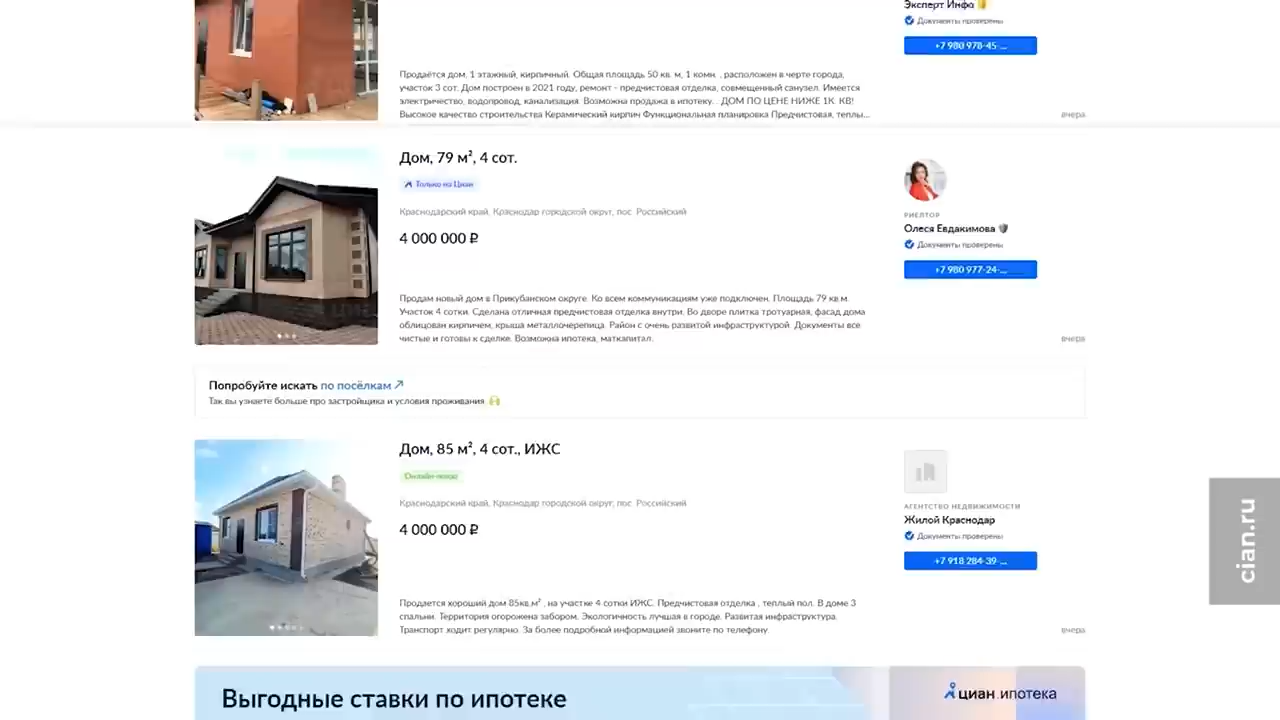 Эксперт Инфо
Документы проверены
+7 980 978-45-...
Продаётся дом, 1 этажный, кирпичный. Общая площадь 50 кв. м, 1 комн. , расположен в черте города,
участок 3 сот. Дом построен в 2021 году, ремонт - предчистовая отделка, совмещенный санузел. Имеется
электричество, водопровод, канализация. Возможна продажа в ипотеку. . ДОМ ПО ЦЕНЕ НИЖЕ 1К. КВ!
Высокое качество строительства Керамический кирпич Функциональная планировка Предчистовая, теплы...
вчера
Дом, 79 м², 4 сот.
Только на Циан
Краснодарский край, Краснодар городской округ, пос. Российский
4 000 000 ₽
Продам новый дом в Прикубанском округе. Ко всем коммуникациям уже подключен. Площадь 79 кв.м.
Участок 4 сотки. Сделана отличная предчистовая отделка внутри. Во дворе плитка тротуарная, фасад дома
облицован кирпичем, крыша металлочерепица. Район с очень развитой инфраструктурой. Документы все
чистые и готовы к сделке. Возможна ипотека, маткапитал.
РИЕЛТОР
Олеся Евдакимова
Документы проверены
+7 980 977-24-...
вчера
Попробуйте искать по посёлкам
Так вы узнаете больше про застройщика и условия проживания
Дом, 85 м², 4 сот., ИЖС
Онлайн-показ
Краснодарский край, Краснодар городской округ, пос. Российский
4 000 000 ₽
Продается хороший дом 85кв.м² , на участке 4 сотки ИЖС. Предчистовая отделка , теплый пол. В доме 3
спальни. Территория огорожена забором. Экологичность лучшая в городе. Развитая инфраструктура.
Транспорт ходит регулярно. За более подробной информацией звоните по телефону.
АГЕНТСТВО НЕДВИЖИМОСТИ
Жилой Краснодар
Документы проверены
+7 918 284-39-...
вчера
cian.ru
Выгодные ставки по ипотеке
циан.ипотека